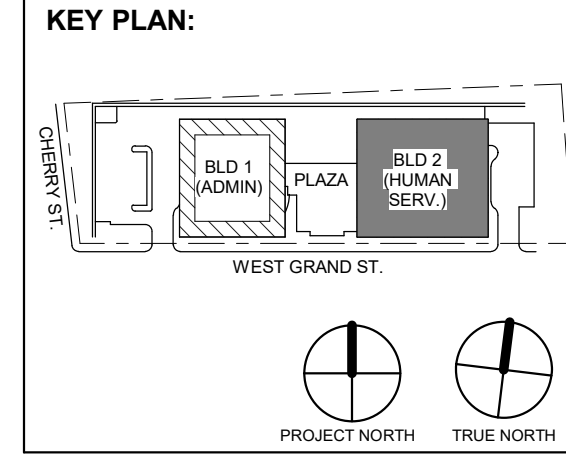 KEY PLAN:
CHERRY ST.
BLD 1
(ADMIN)
PLAZA
BLD 2
(HUMAN
SERV.)
WEST GRAND ST.
PROJECT NORTH
TRUE NORTH